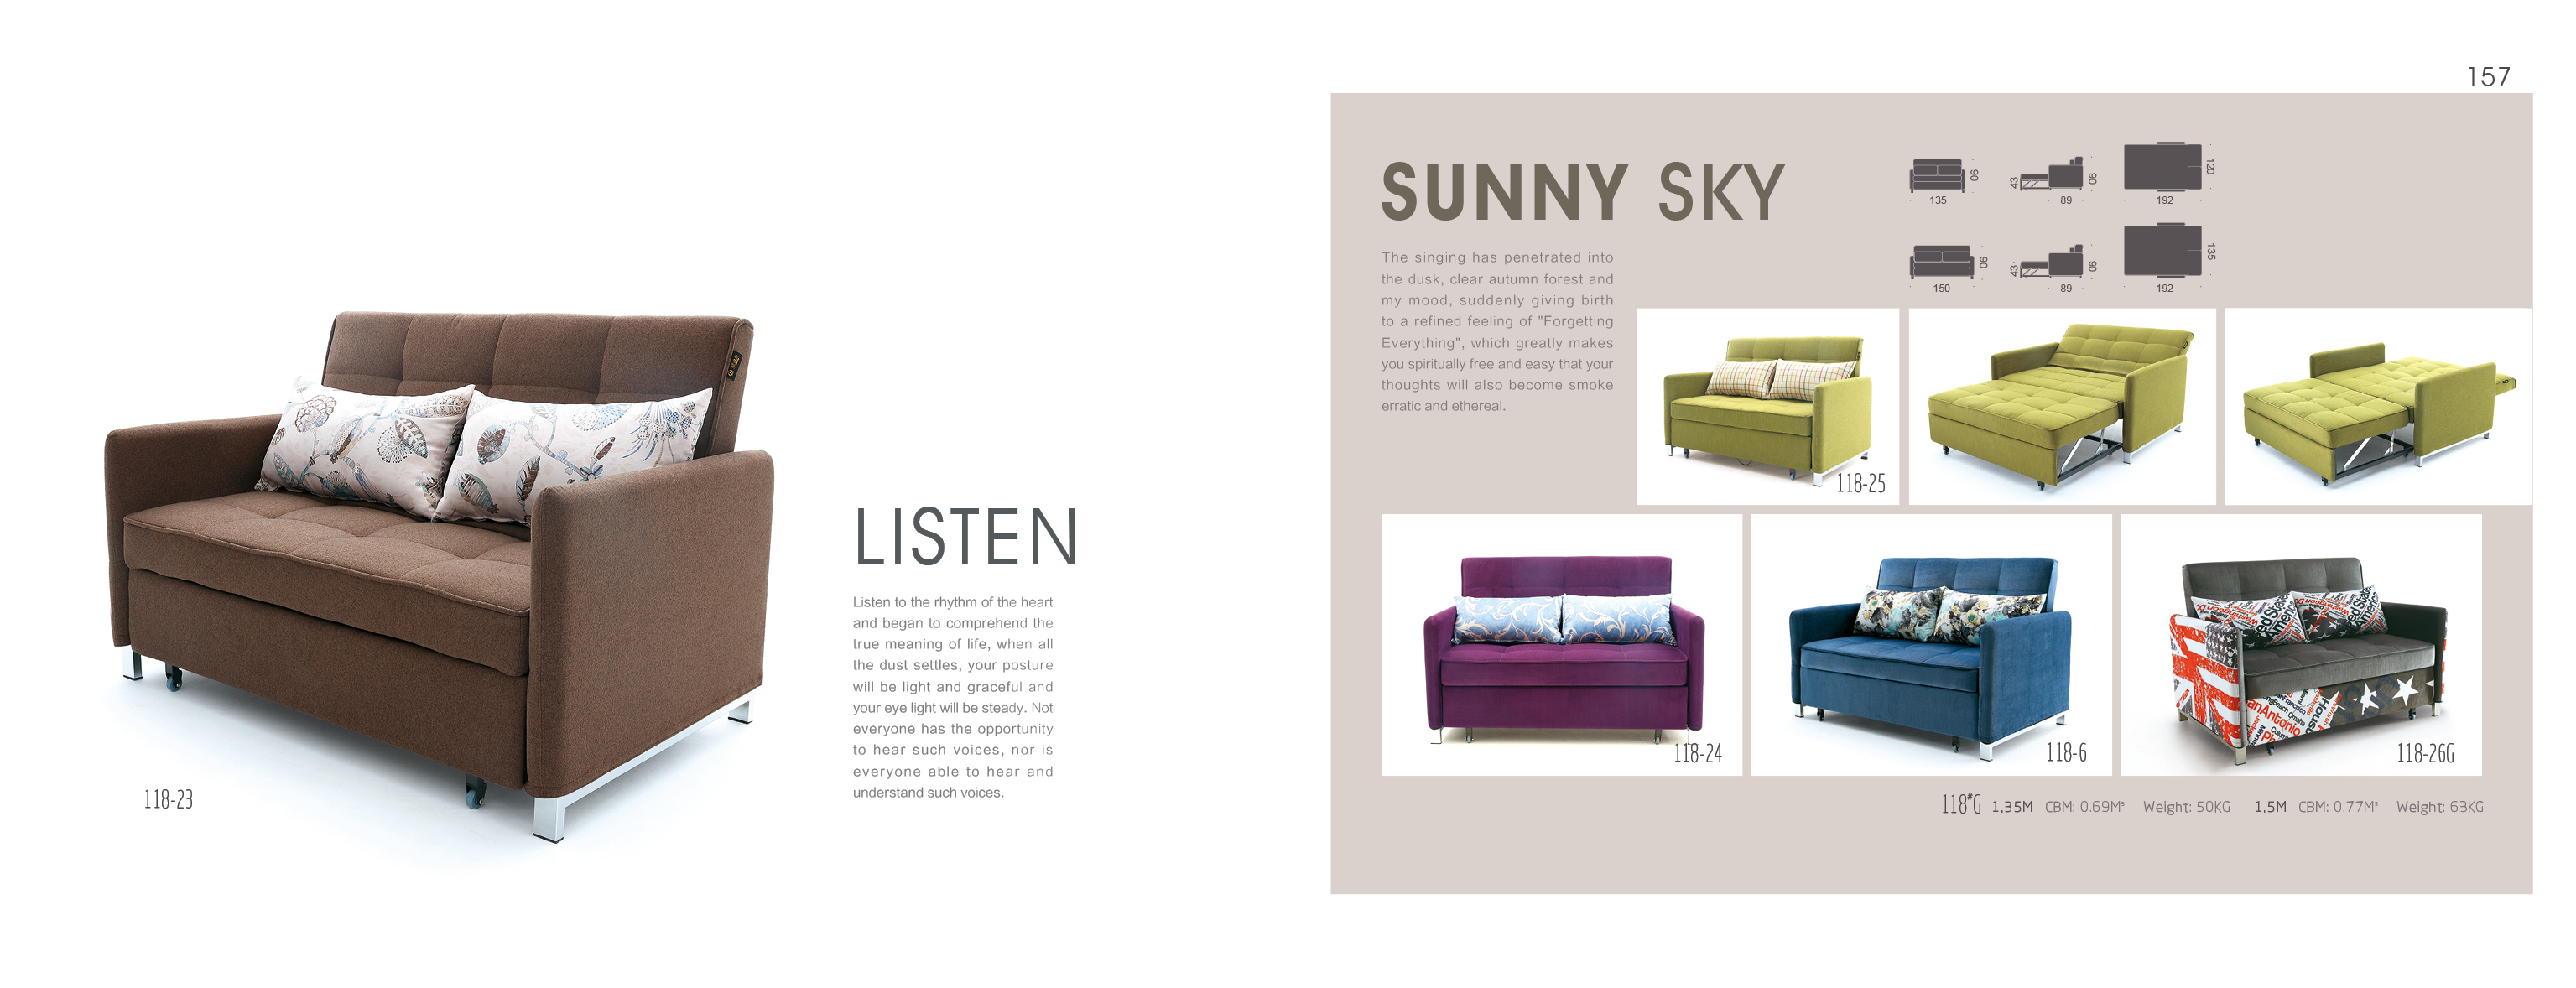 118-23
LISTEN
Listen to the rhythm of the heart
and began to comprehend the
true meaning of life, when all
the dust settles, your posture
will be light and graceful and
your eye light will be steady. Not
everyone has the opportunity
to hear such voices, nor is
everyone able to hear and
understand such voices.
157
SUNNY SKY
The singing has penetrated into
the dusk, clear autumn forest and
my mood, suddenly giving birth
to a refined feeling of "Forgetting
Everything", which greatly makes
you spiritually free and easy that your
thoughts will also become smoke
erratic and ethereal.
90
135
43
90
89
120
192
90
150
43
90
89
135
192
118-25
118-24
118-6
118-26G
118#G 1,35M CBM: 0.69M³ Weight: 50KG 1,5M CBM: 0.77M³ Weight: 63KG